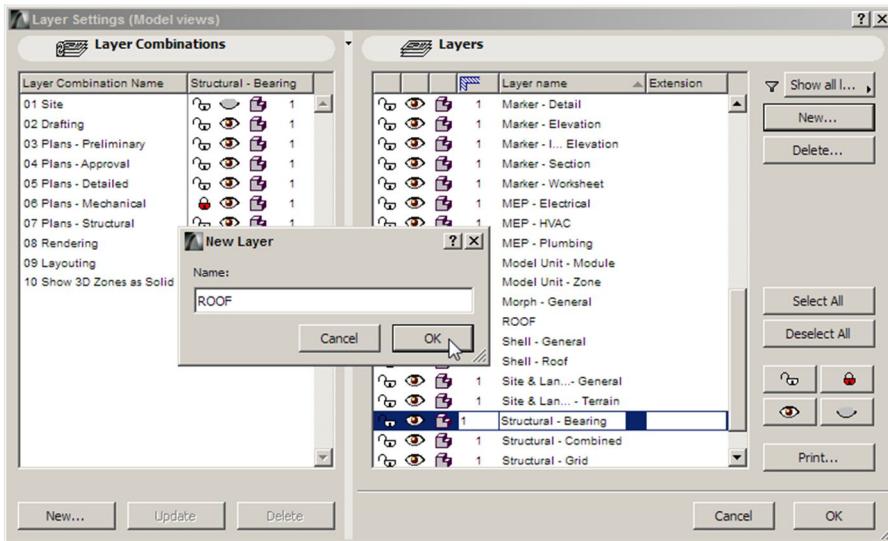 Layer Settings (Model views)
Layer Combinations
Layers
Layer Combination Name
Structural - Bearing
01 Site 1
02 Drafting 1
03 Plans - Preliminary 1
04 Plans - Approval 1
05 Plans - Detailed 1
06 Plans - Mechanical 1
07 Plans - Structural 1
08 Rendering
09 Layouting
10 Show 3D Zones as Solid
New...
Update
Delete
New Layer
Name:
ROOF
Cancel
OK
Layer name
Extension
1 Marker - Detail
1 Marker - Elevation
1 Marker - I... Elevation
1 Marker - Section
1 Marker - Worksheet
1 MEP - Electrical
1 MEP - HVAC
MEP - Plumbing
Model Unit - Module
Model Unit - Zone
Morph - General
ROOF
Shell - General
Shell - Roof
1 Site & Lan...- General
1 Site & Lan... - Terrain
1 Structural - Bearing
1 Structural - Combined
1 Structural - Grid
Show all l...
New...
Delete...
Select All
Deselect All
Print...
Cancel
OK